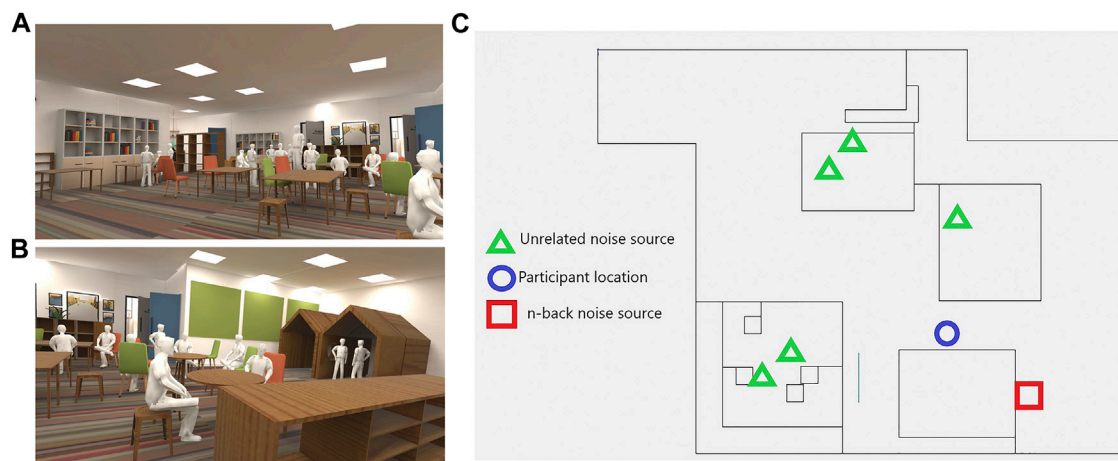 A
B
C
Unrelated noise source
Participant location
n-back noise source